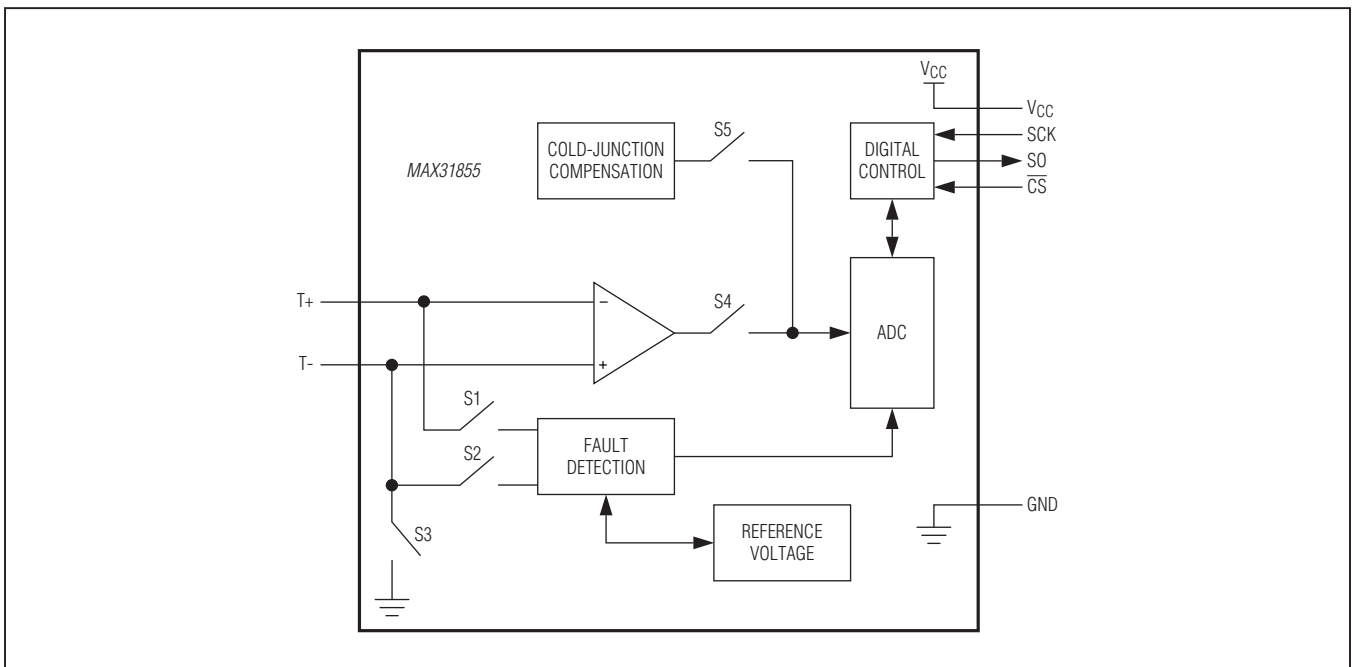 VCC
VCC
SCK
SO
CS
DIGITAL
CONTROL
S5
COLD-JUNCTION
COMPENSATION
MAX31855
T+
−
S4
ADC
T-
+
S1
FAULT
DETECTION
S2
GND
S3
REFERENCE
VOLTAGE